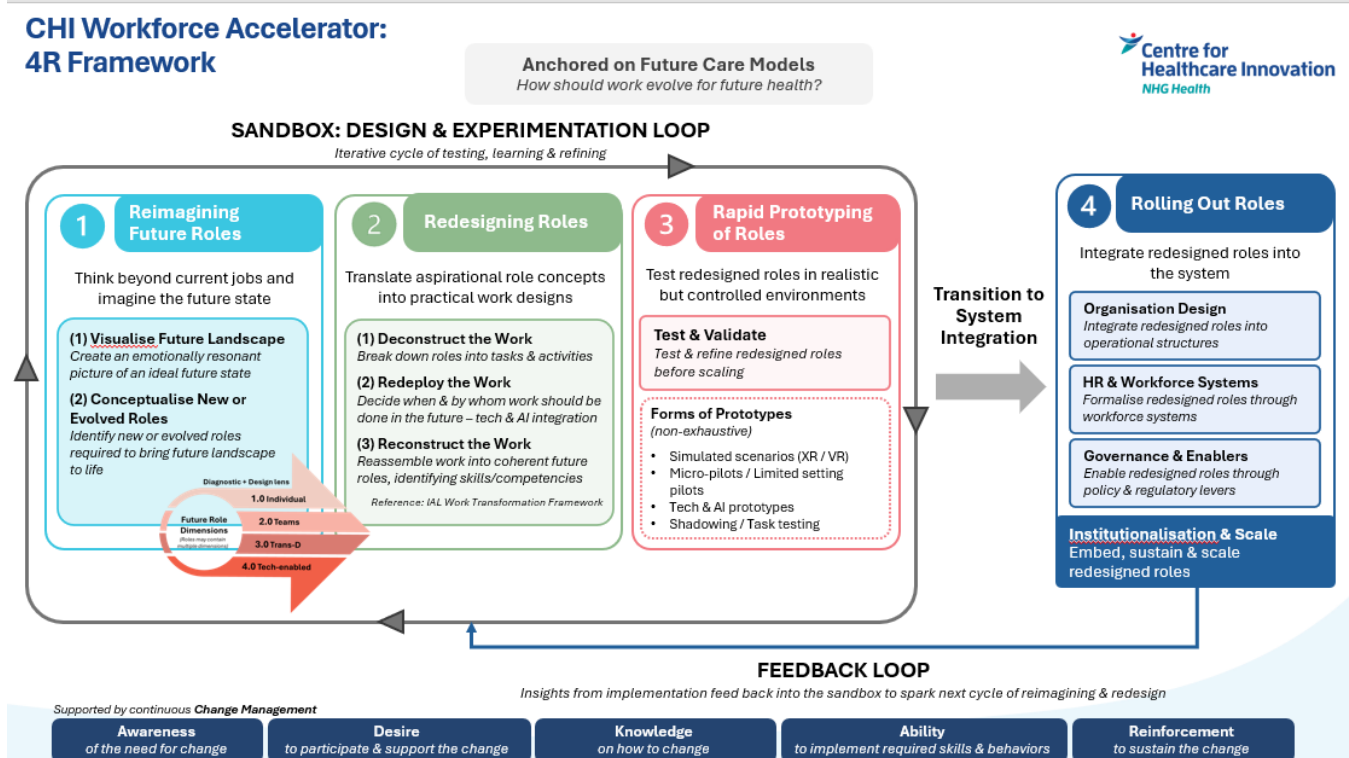 CHI Workforce Accelerator:
4R Framework
Anchored on Future Care Models
How should work evolve for future health?
Centre for
Healthcare Innovation
NHG Health
SANDBOX: DESIGN & EXPERIMENTATION LOOP
Iterative cycle of testing, learning & refining
1
Reimagining
Future Roles
Think beyond current jobs and
imagine the future state
(1) Visualise Future Landscape
Create an emotionally resonant
picture of an ideal future state
(2) Conceptualise New or
Evolved Roles
Identify new or evolved roles
required to bring future landscape
to life
Diagnostic + Design lens
Future Role
Dimensions
(Roles may contain
multiple dimensions)
1.0 Individual
2.0 Teams
3.0 Trans-D
4.0 Tech-enabled
2
Redesigning Roles
Translate aspirational role concepts
into practical work designs
(1) Deconstruct the Work
Break down roles into tasks & activities
(2) Redeploy the Work
Decide when & by whom work should be
done in the future – tech & AI integration
(3) Reconstruct the Work
Reassemble work into coherent future
roles, identifying skills/competencies
Reference: IAL Work Transformation Framework
3
Rapid Prototyping
of Roles
Test redesigned roles in realistic
but controlled environments
Test & Validate
Test & refine redesigned roles
before scaling
Forms of Prototypes
(non-exhaustive)
• Simulated scenarios (XR / VR)
• Micro-pilots / Limited setting
pilots
• Tech & AI prototypes
• Shadowing / Task testing
Transition to
System
Integration
4
Rolling Out Roles
Integrate redesigned roles into
the system
Organisation Design
Integrate redesigned roles into
operational structures
HR & Workforce Systems
Formalise redesigned roles through
workforce systems
Governance & Enablers
Enable redesigned roles through
policy & regulatory levers
Institutionalisation & Scale
Embed, sustain & scale
redesigned roles
FEEDBACK LOOP
Insights from implementation feed back into the sandbox to spark next cycle of reimagining & redesign
Supported by continuous Change Management
Awareness
of the need for change
Desire
to participate & support the change
Knowledge
on how to change
Ability
to implement required skills & behaviors
Reinforcement
to sustain the change